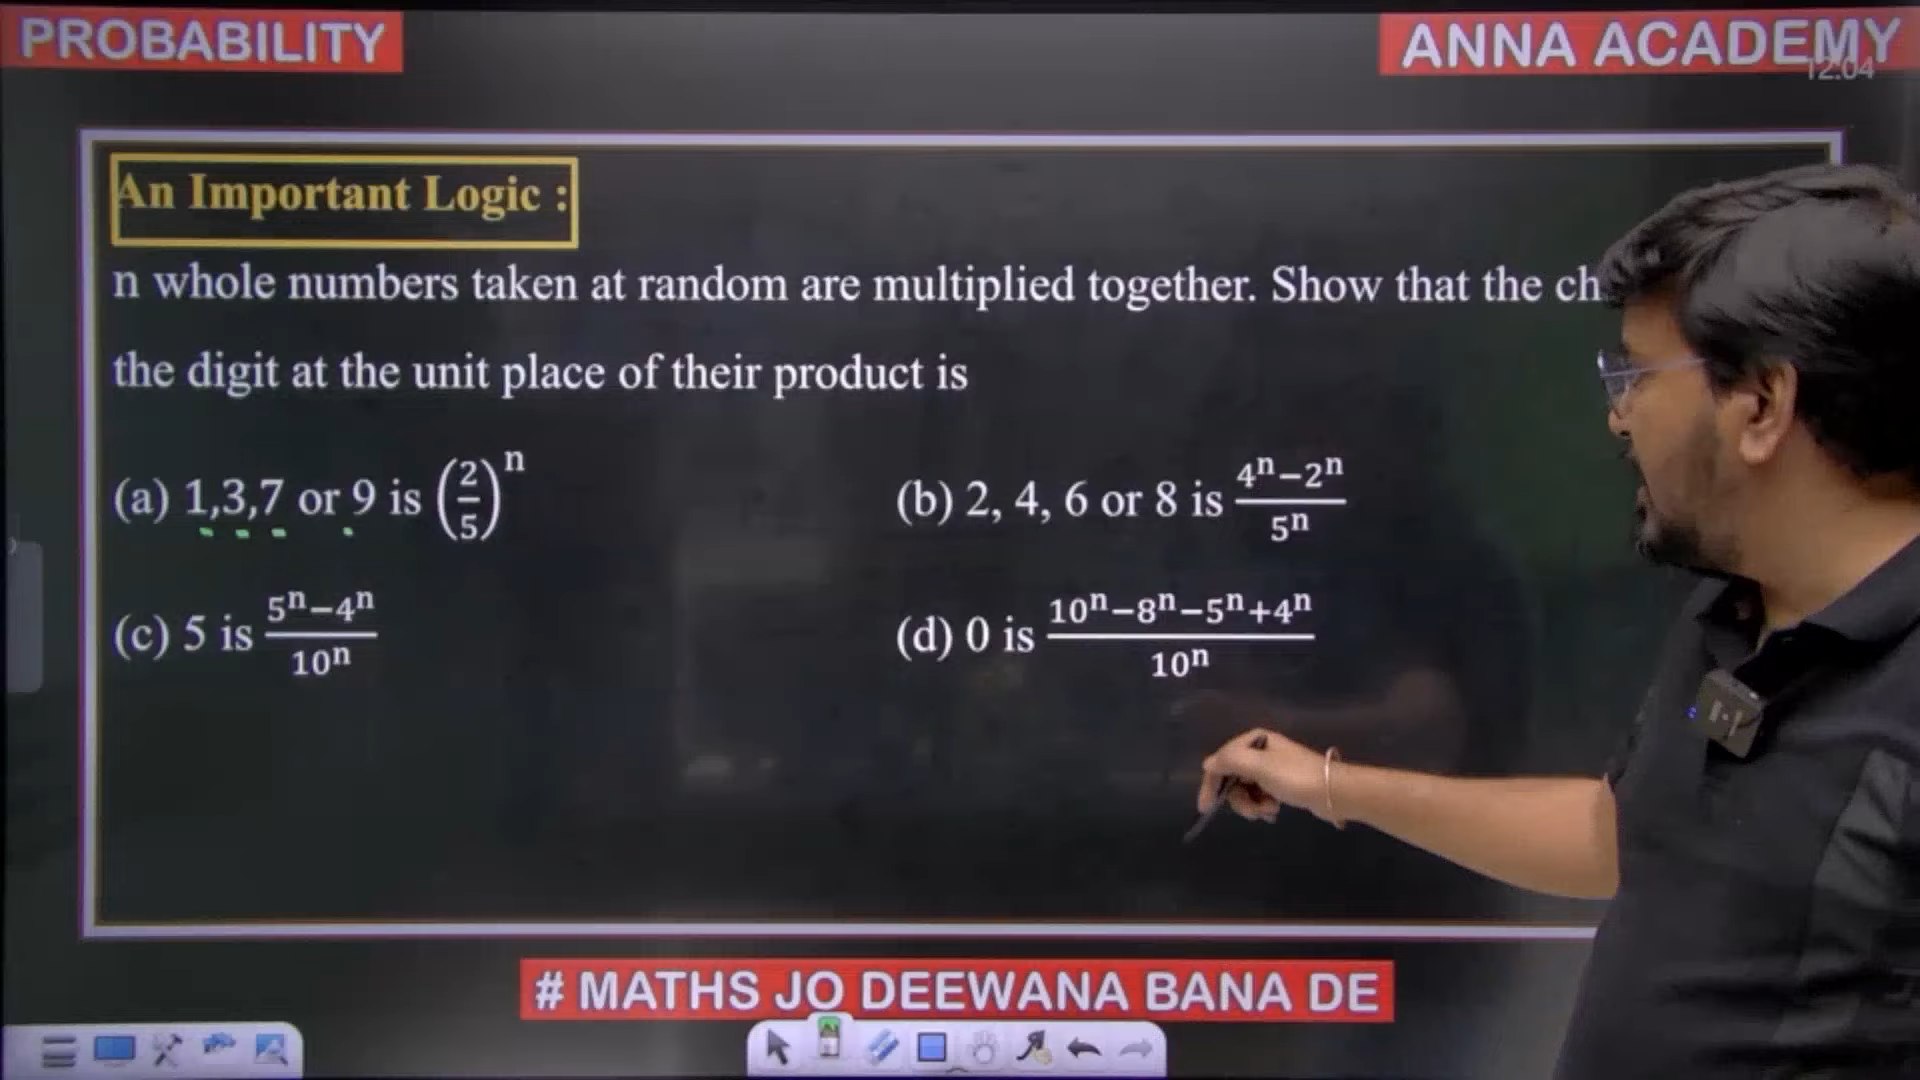 PROBABILITY
ANNA ACADEMY
12:04
An Important Logic :
n whole numbers taken at random are multiplied together. Show that the
the digit at the unit place of their product is
(a) 1,3,7 or 9 is (2/5)^n
(b) 2, 4, 6 or 8 is (4^n−2^n)/5^n
(c) 5 is (5^n−4^n)/10^n
(d) 0 is (10^n−8^n−5^n+4^n)/10^n
# MATHS JO DEEWANA BANA DE